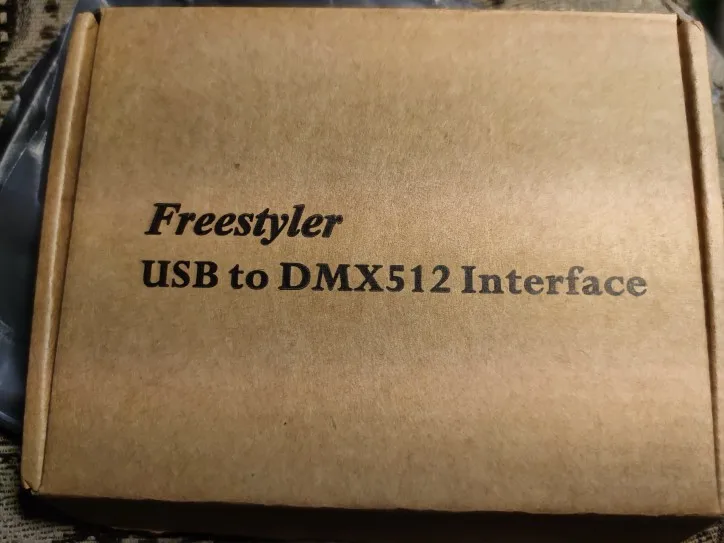 Freestyler
USB to DMX512 Interface